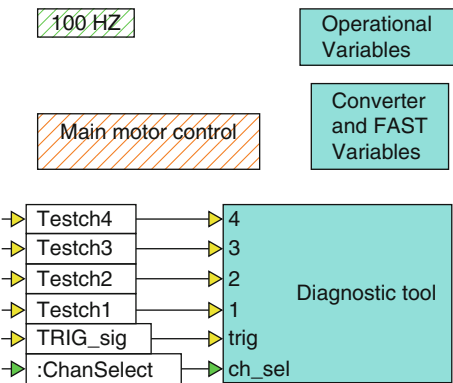 100 HZ
Operational
Variables
Main motor control
Converter
and FAST
Variables
Testch4 4
Testch3 3
Testch2 2
Diagnostic tool
Testch1 1
TRIG_sig trig
:ChanSelect ch_sel